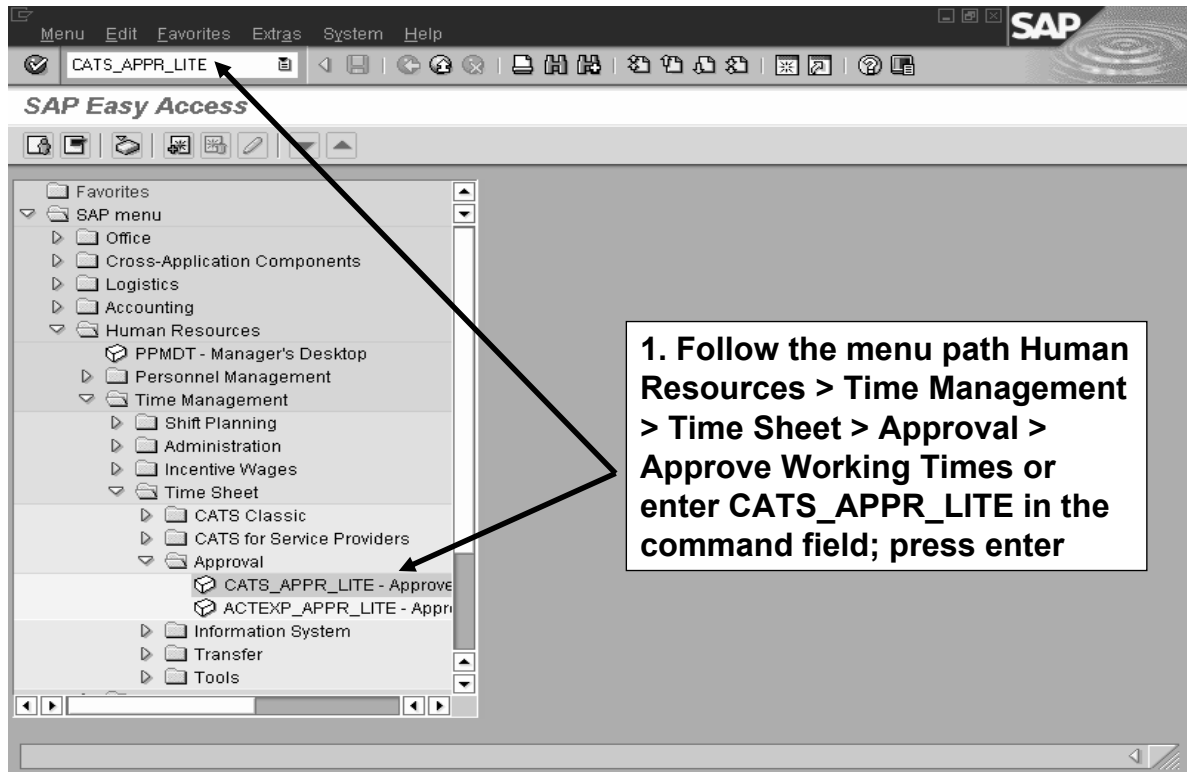 Menu Edit Favorites Extras System Help
SAP
CATS_APPR_LITE
SAP Easy Access
Favorites
SAP menu
Office
Cross-Application Components
Logistics
Accounting
Human Resources
PPMDT - Manager's Desktop
Personnel Management
Time Management
Shift Planning
Administration
Incentive Wages
Time Sheet
CATS Classic
CATS for Service Providers
Approval
CATS_APPR_LITE - Approve
ACTEXP_APPR_LITE - Appr
Information System
Transfer
Tools
1. Follow the menu path Human
Resources > Time Management
> Time Sheet > Approval >
Approve Working Times or
enter CATS_APPR_LITE in the
command field; press enter